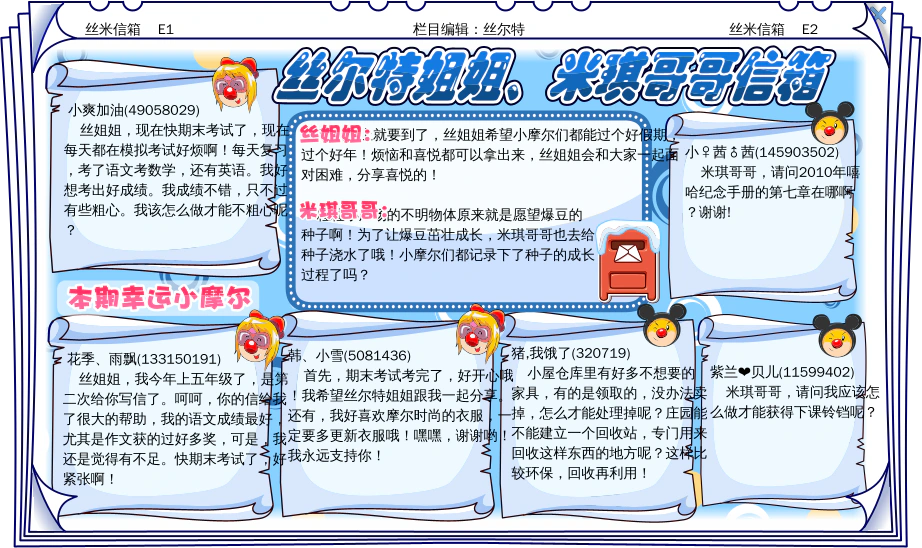 丝米信箱 E1
栏目编辑：丝尔特
丝米信箱 E2
丝尔特姐姐、米琪哥哥信箱
小爽加油(49058029)
丝姐姐，现在快期末考试了，现在
每天都在模拟考试好烦啊！每天复习
，考了语文考数学，还有英语。我好
想考出好成绩。我成绩不错，只不过
有些粗心。我该怎么做才能不粗心呢
？
丝姐姐：
就要到了，丝姐姐希望小摩尔们都能过个好假期，
过个好年！烦恼和喜悦都可以拿出来，丝姐姐会和大家一起面
对困难，分享喜悦的！
米琪哥哥：
的不明物体原来就是愿望爆豆的
种子啊！为了让爆豆茁壮成长，米琪哥哥也去给
种子浇水了哦！小摩尔们都记录下了种子的成长
过程了吗？
小♀茜♁茜(145903502)
米琪哥哥，请问2010年嘻
哈纪念手册的第七章在哪啊
？谢谢!
本期幸运小摩尔
花季、雨飘(133150191)
丝姐姐，我今年上五年级了，是第
二次给你写信了。呵呵，你的信给我
了很大的帮助，我的语文成绩最好，
尤其是作文获的过好多奖，可是，我
还是觉得有不足。快期末考试了，好
紧张啊！
韩、小雪(5081436)
首先，期末考试考完了，好开心哦
！我希望丝尔特姐姐跟我一起分享。
还有，我好喜欢摩尔时尚的衣服，一
定要多更新衣服哦！嘿嘿，谢谢哟！
我永远支持你！
猪,我饿了(320719)
小屋仓库里有好多不想要的
家具，有的是领取的，没办法卖
掉，怎么才能处理掉呢？庄园能
不能建立一个回收站，专门用来
回收这样东西的地方呢？这样比
较环保，回收再利用！
紫兰❤贝儿(11599402)
米琪哥哥，请问我应该怎
么做才能获得下课铃铛呢？